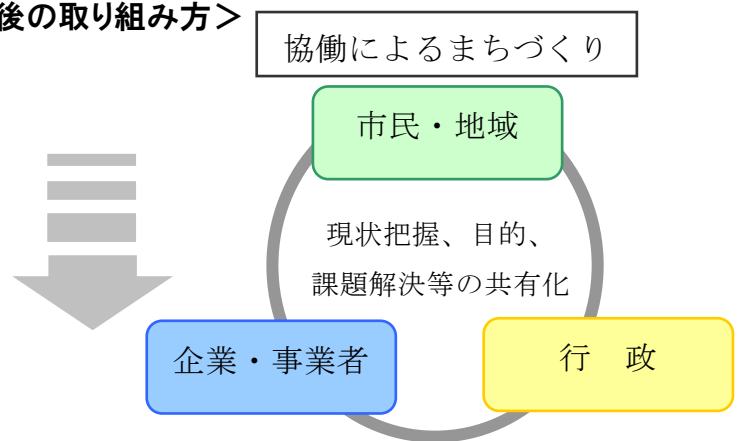 後の取り組み方＞
協働によるまちづくり
市民・地域
現状把握、目的、
課題解決等の共有化
企業・事業者
行　政